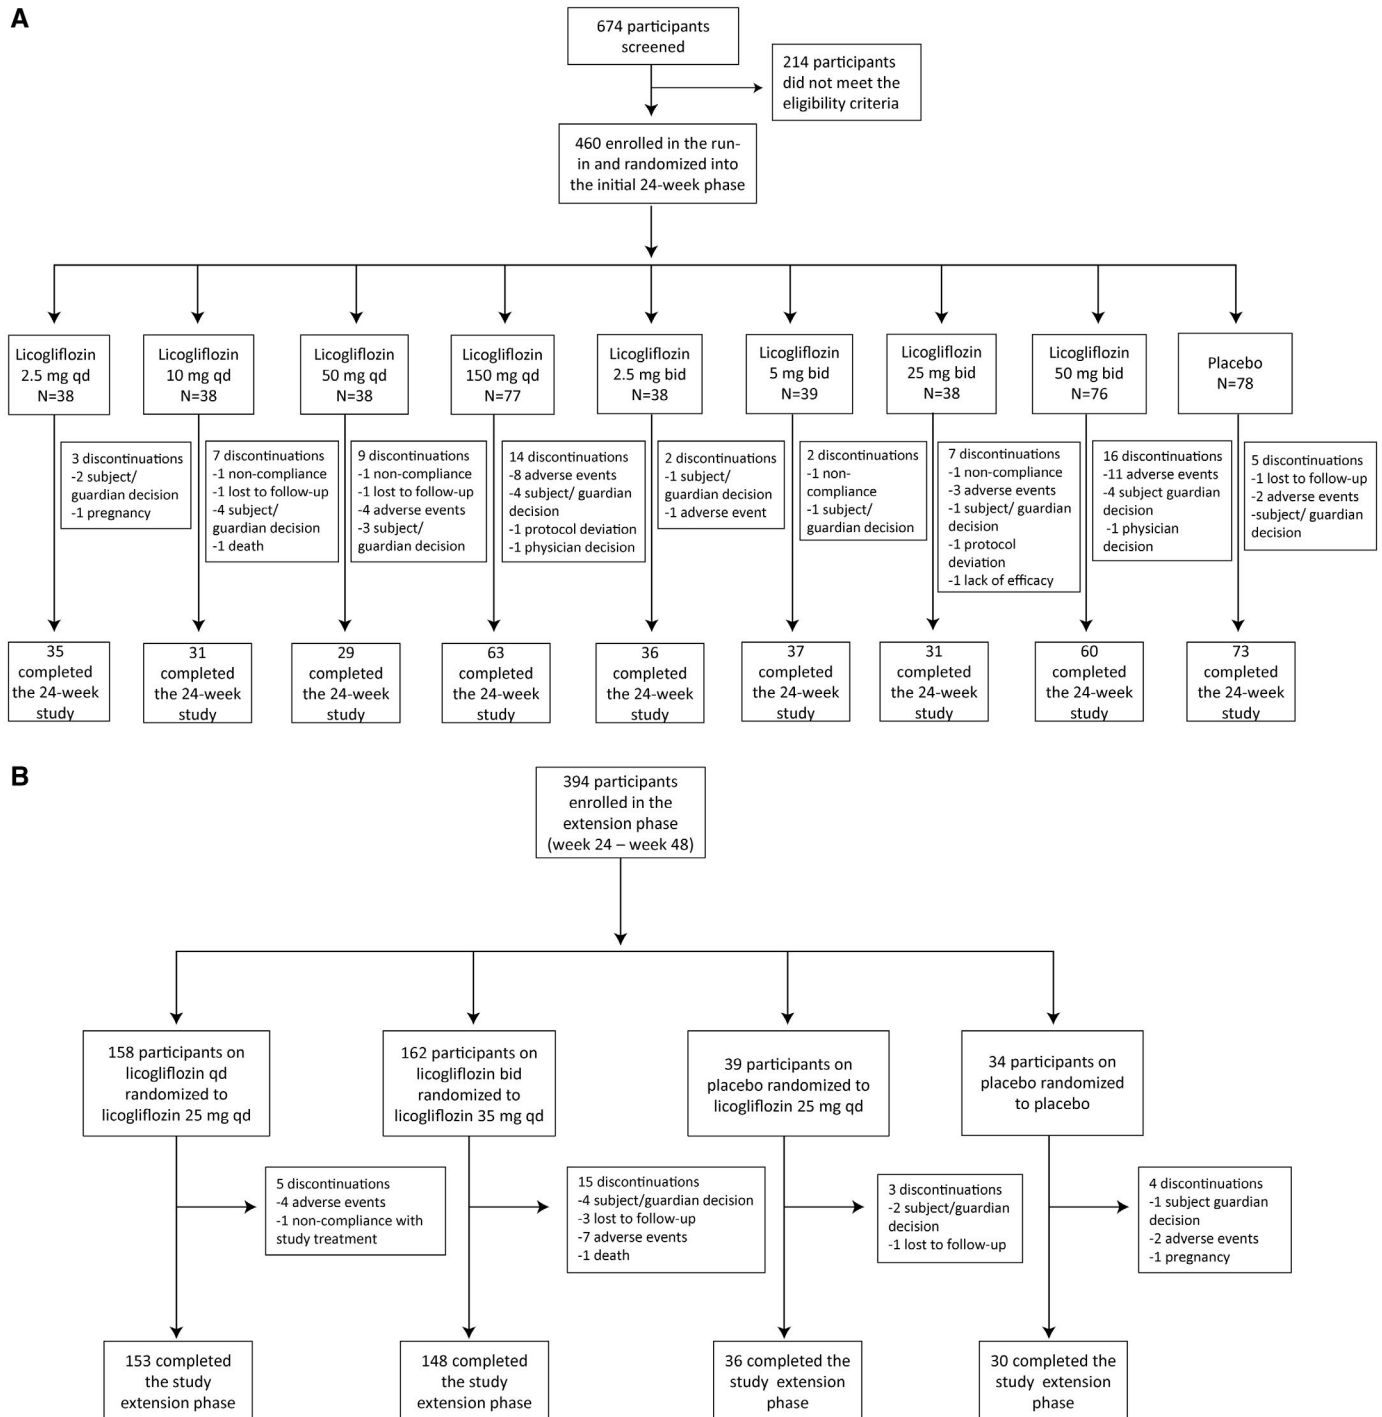 A
674 participants
screened
214 participants
did not meet the
eligibility criteria
460 enrolled in the run-
in and randomized into
the initial 24-week phase
Licogliflozin
2.5 mg qd
N=38
Licogliflozin
10 mg qd
N=38
Licogliflozin
50 mg qd
N=38
Licogliflozin
150 mg qd
N=77
Licogliflozin
2.5 mg bid
N=38
Licogliflozin
5 mg bid
N=39
Licogliflozin
25 mg bid
N=38
Licogliflozin
50 mg bid
N=76
Placebo
N=78
3 discontinuations
-2 subject/
guardian decision
-1 pregnancy
7 discontinuations
-1 non-compliance
-1 lost to follow-up
-4 subject/
guardian decision
-1 death
9 discontinuations
-1 non-compliance
-1 lost to follow-up
-4 adverse events
-3 subject/
guardian decision
14 discontinuations
-8 adverse events
-4 subject/ guardian
decision
-1 protocol deviation
-1 physician decision
2 discontinuations
-1 subject/
guardian decision
-1 adverse event
2 discontinuations
-1 non-
compliance
-1 subject/
guardian decision
7 discontinuations
-1 non-compliance
-3 adverse events
-1 subject/ guardian
decision
-1 protocol
deviation
-1 lack of efficacy
16 discontinuations
-11 adverse events
-4 subject guardian
decision
-1 physician
decision
5 discontinuations
-1 lost to follow-up
-2 adverse events
-subject/ guardian
decision
35
completed
the 24-week
study
31
completed
the 24-week
study
29
completed
the 24-week
study
63
completed
the 24-week
study
36
completed
the 24-week
study
37
completed
the 24-week
study
31
completed
the 24-week
study
60
completed
the 24-week
study
73
completed
the 24-week
study
B
394 participants
enrolled in the
extension phase
(week 24 – week 48)
158 participants on
licogliflozin qd
randomized to
licogliflozin 25 mg qd
162 participants on
licogliflozin bid
randomized to
licogliflozin 35 mg qd
39 participants on
placebo randomized to
licogliflozin 25 mg qd
34 participants on
placebo randomized
to placebo
5 discontinuations
-4 adverse events
-1 non-compliance with
study treatment
15 discontinuations
-4 subject/guardian decision
-3 lost to follow-up
-7 adverse events
-1 death
3 discontinuations
-2 subject/guardian
decision
-1 lost to follow-up
4 discontinuations
-1 subject guardian
decision
-2 adverse events
-1 pregnancy
153 completed
the study
extension phase
148 completed
the study
extension phase
36 completed the
study extension
phase
30 completed the
study extension
phase